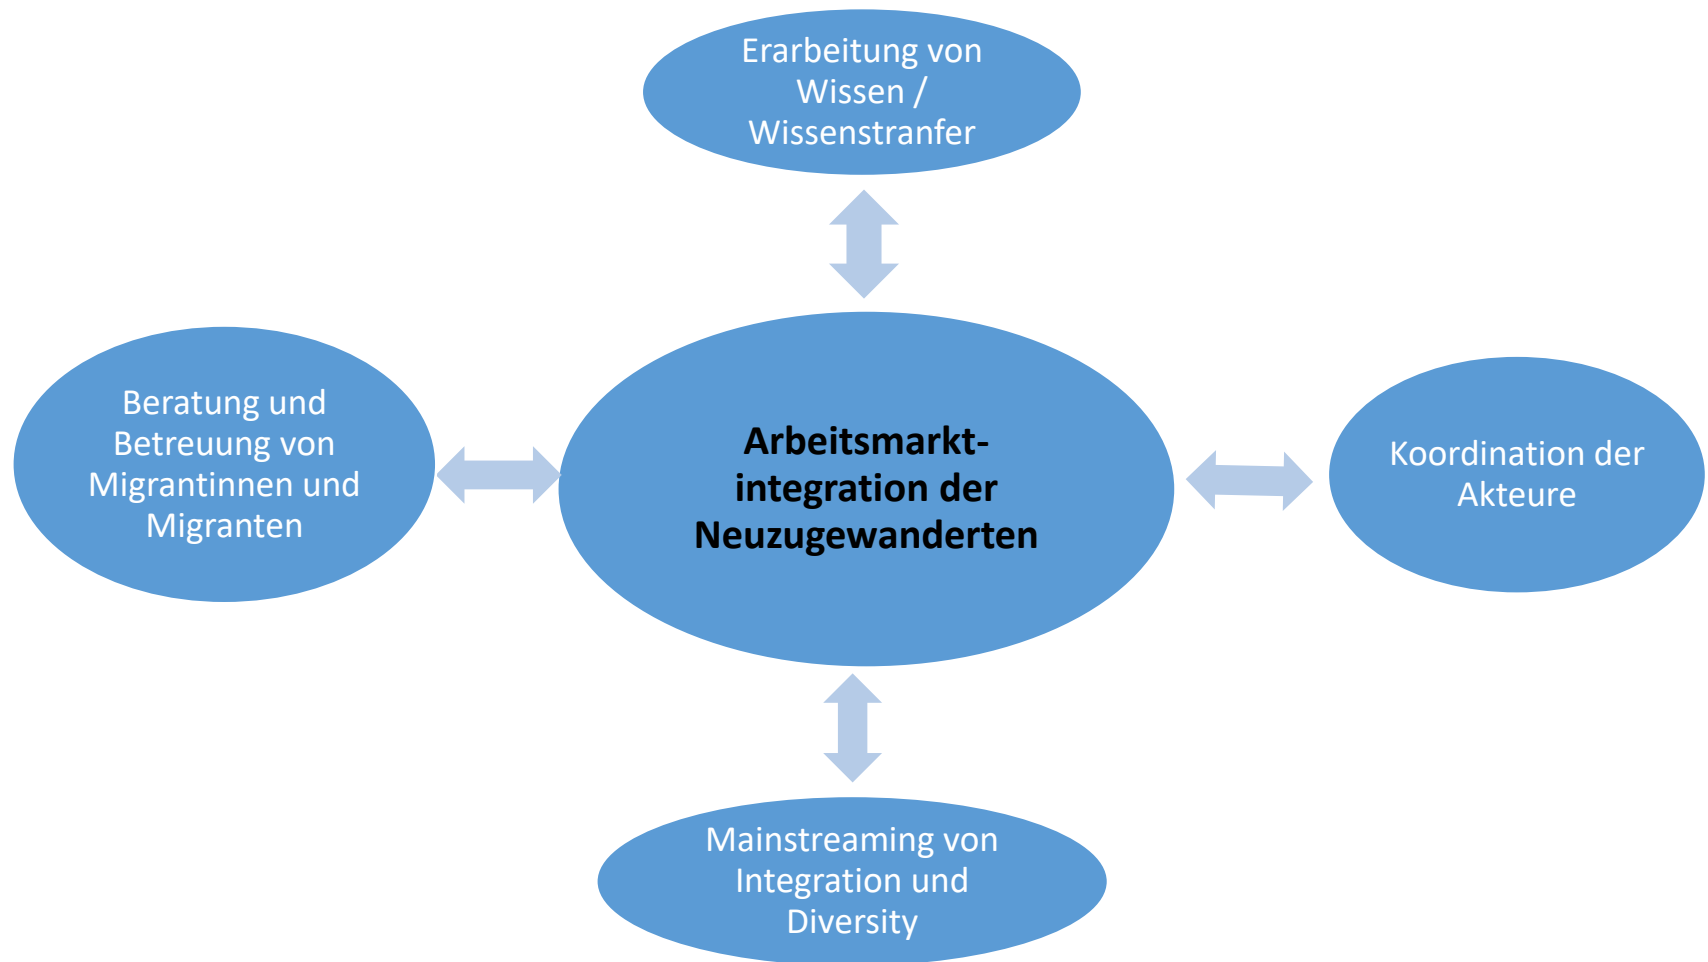 Erarbeitung von
Wissen /
Wissenstranfer
Beratung und
Betreuung von
Migrantinnen und
Migranten
Arbeitsmarkt-
integration der
Neuzugewanderten
Koordination der
Akteure
Mainstreaming von
Integration und
Diversity